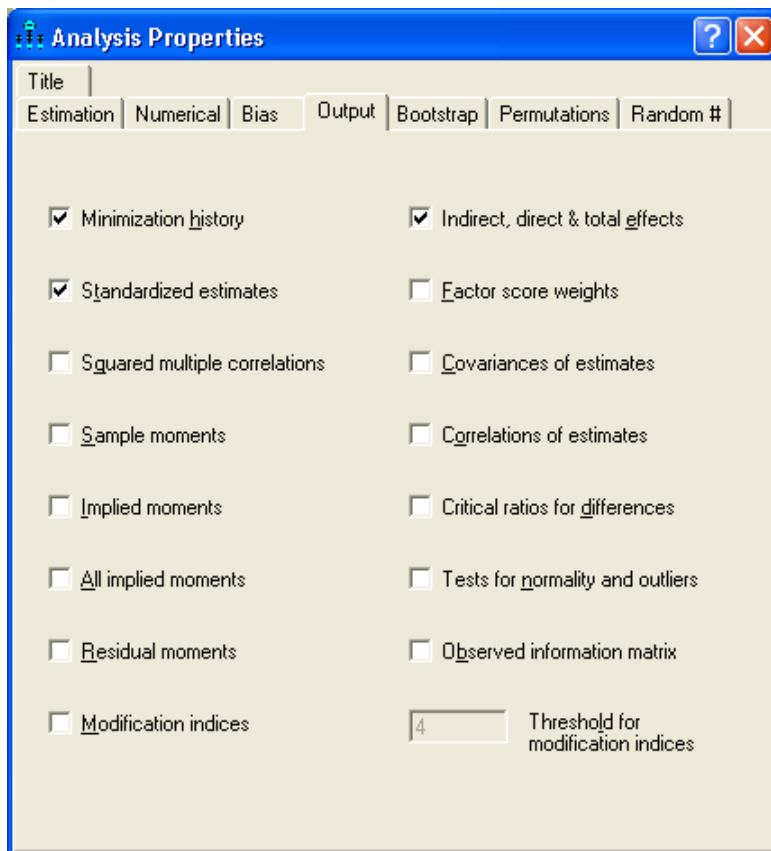 Analysis Properties
Title
Estimation Numerical Bias Output Bootstrap Permutations Random #
Minimization history
Indirect, direct & total effects
Standardized estimates
Factor score weights
Squared multiple correlations
Covariances of estimates
Sample moments
Correlations of estimates
Implied moments
Critical ratios for differences
All implied moments
Tests for normality and outliers
Residual moments
Observed information matrix
Modification indices
4
Threshold for
modification indices